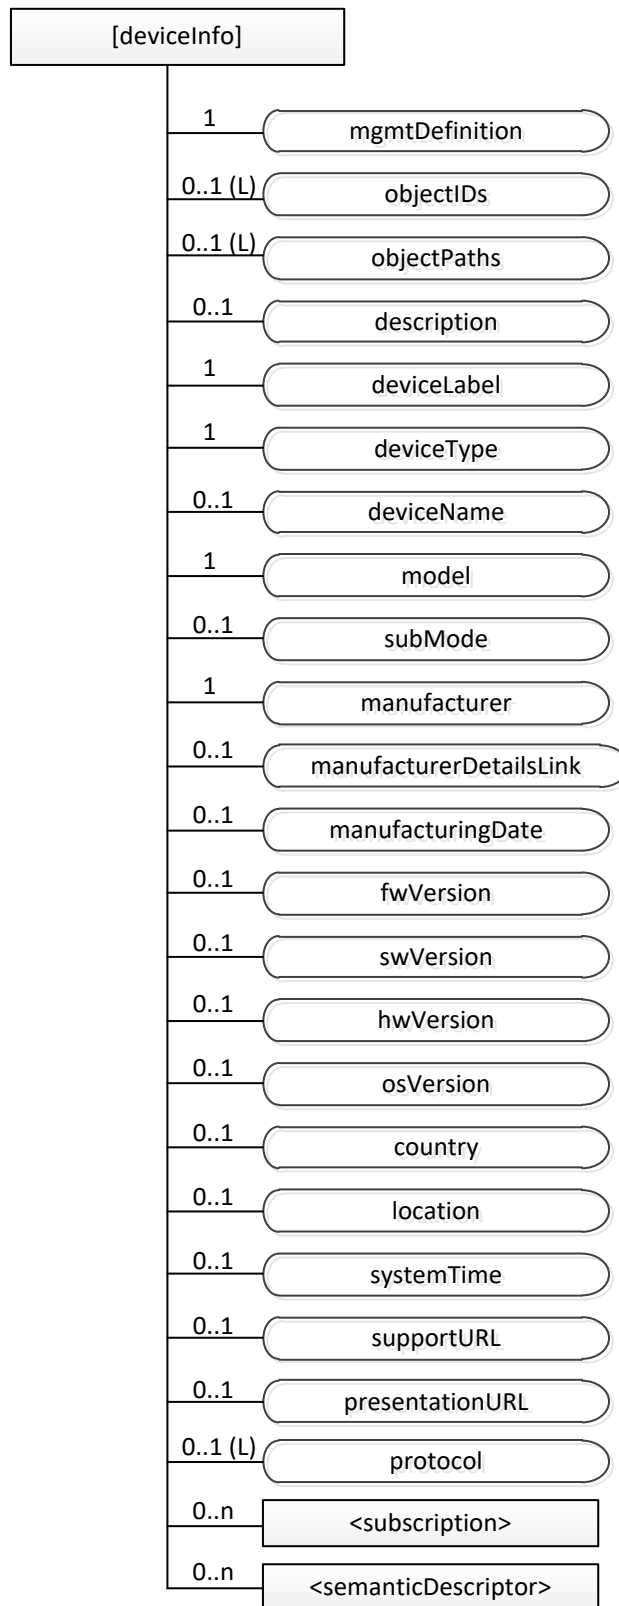 [deviceInfo]
1 mgmtDefinition
0..1 (L) objectIDs
0..1 (L) objectPaths
0..1 description
1 deviceLabel
1 deviceType
0..1 deviceName
1 model
0..1 subMode
1 manufacturer
0..1 manufacturerDetailsLink
0..1 manufacturingDate
0..1 fwVersion
0..1 swVersion
0..1 hwVersion
0..1 osVersion
0..1 country
0..1 location
0..1 systemTime
0..1 supportURL
0..1 presentationURL
0..1 (L) protocol
0..n <subscription>
0..n <semanticDescriptor>